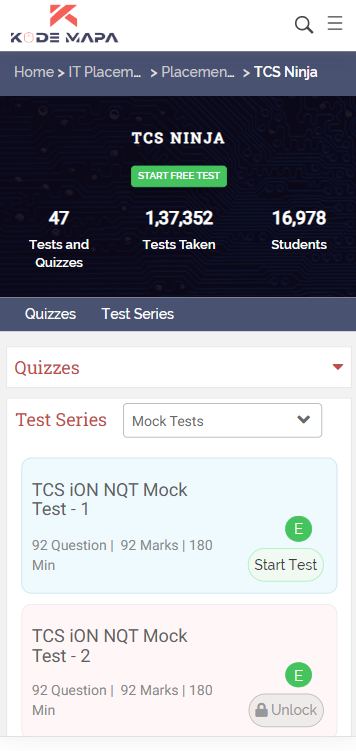 KODE MAPA
Home > IT Placem... > Placemen... > TCS Ninja
TCS NINJA
START FREE TEST
47 1,37,352 16,978
Tests and Quizzes Tests Taken Students
Quizzes Test Series
Quizzes
Test Series Mock Tests
TCS iON NQT Mock
Test - 1
E
92 Question | 92 Marks | 180
Min
Start Test
TCS iON NQT Mock
Test - 2
E
92 Question | 92 Marks | 180
Min
Unlock